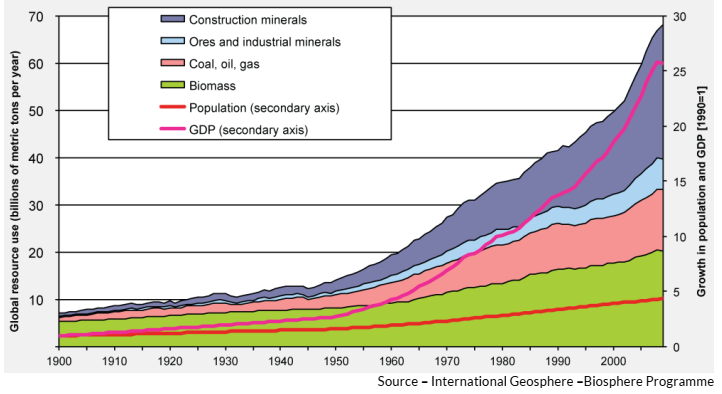 Global resource use (billions of metric tons per year)
70
60
50
40
30
20
10
Construction minerals
Ores and industrial minerals
Coal, oil, gas
Biomass
Population (secondary axis)
GDP (secondary axis)
30
25
20
15
10
5
0
Growth in population and GDP [1990=1]
1900 1910 1920 1930 1940 1950 1960 1970 1980 1990 2000
Source – International Geosphere –Biosphere Programme